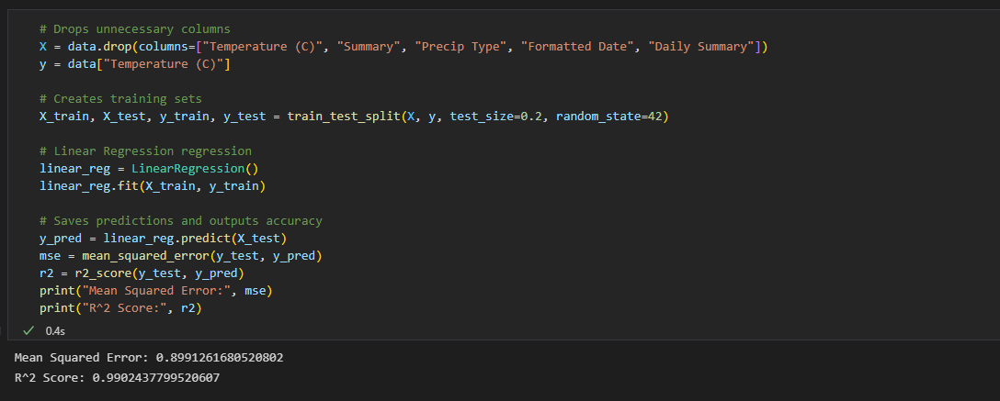 # Drops unnecessary columns
X = data.drop(columns=["Temperature (C)", "Summary", "Precip Type", "Formatted Date", "Daily Summary"])
y = data["Temperature (C)"]
# Creates training sets
X_train, X_test, y_train, y_test = train_test_split(X, y, test_size=0.2, random_state=42)
# Linear Regression regression
linear_reg = LinearRegression()
linear_reg.fit(X_train, y_train)
# Saves predictions and outputs accuracy
y_pred = linear_reg.predict(X_test)
mse = mean_squared_error(y_test, y_pred)
r2 = r2_score(y_test, y_pred)
print("Mean Squared Error:", mse)
print("R^2 Score:", r2)
0.4s
Mean Squared Error: 0.8991261680520802
R^2 Score: 0.9902437799520607